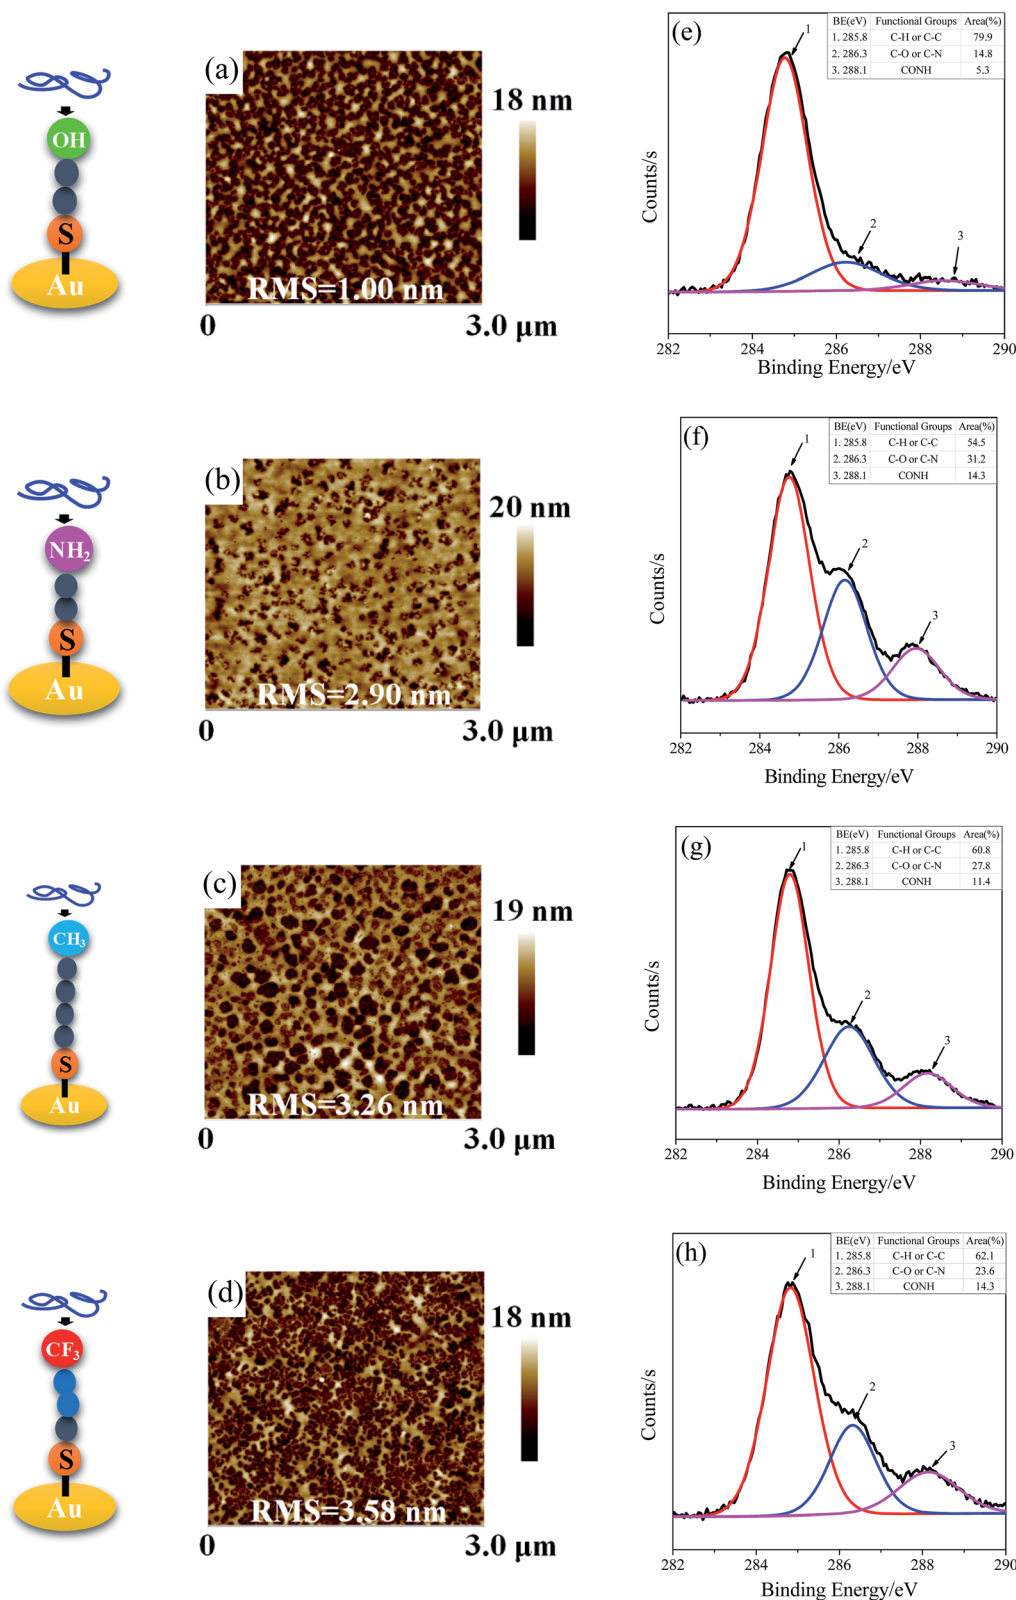 (a)
18 nm
OH
S
Au
RMS=1.00 nm
0
3.0 μm
(e)
BE(eV) Functional Groups Area(%)
1. 285.8 C-H or C-C 79.9
2. 286.3 C-O or C-N 14.8
3. 288.1 CONH 5.3
1
2
3
Counts/s
282 284 286 288 290
Binding Energy/eV
(b)
20 nm
NH2
S
Au
RMS=2.90 nm
0
3.0 μm
(f)
BE(eV) Functional Groups Area(%)
1. 285.8 C-H or C-C 54.5
2. 286.3 C-O or C-N 31.2
3. 288.1 CONH 14.3
1
2
3
Counts/s
282 284 286 288 290
Binding Energy/eV
(c)
19 nm
CH3
S
Au
RMS=3.26 nm
0
3.0 μm
(g)
BE(eV) Functional Groups Area(%)
1. 285.8 C-H or C-C 60.8
2. 286.3 C-O or C-N 27.8
3. 288.1 CONH 11.4
1
2
3
Counts/s
282 284 286 288 290
Binding Energy/eV
(d)
18 nm
CF3
S
Au
RMS=3.58 nm
0
3.0 μm
(h)
BE(eV) Functional Groups Area(%)
1. 285.8 C-H or C-C 62.1
2. 286.3 C-O or C-N 23.6
3. 288.1 CONH 14.3
1
2
3
Counts/s
282 284 286 288 290
Binding Energy/eV